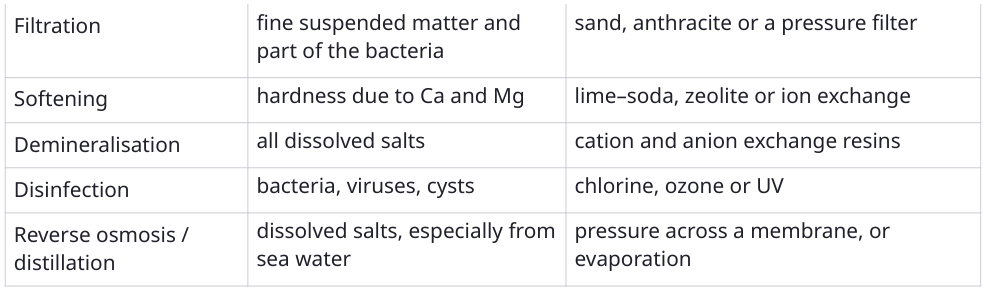 Filtration
fine suspended matter and
part of the bacteria
sand, anthracite or a pressure filter
Softening
hardness due to Ca and Mg
lime–soda, zeolite or ion exchange
Demineralisation
all dissolved salts
cation and anion exchange resins
Disinfection
bacteria, viruses, cysts
chlorine, ozone or UV
Reverse osmosis /
distillation
dissolved salts, especially from
sea water
pressure across a membrane, or
evaporation